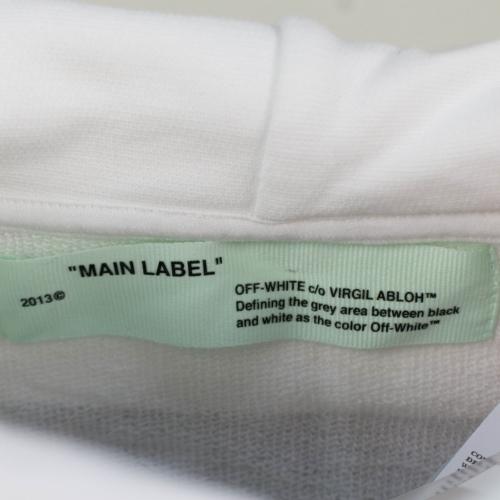 "MAIN LABEL"
2013©
OFF-WHITE c/o VIRGIL ABLOH™
Defining the grey area between black
and white as the color Off-White™